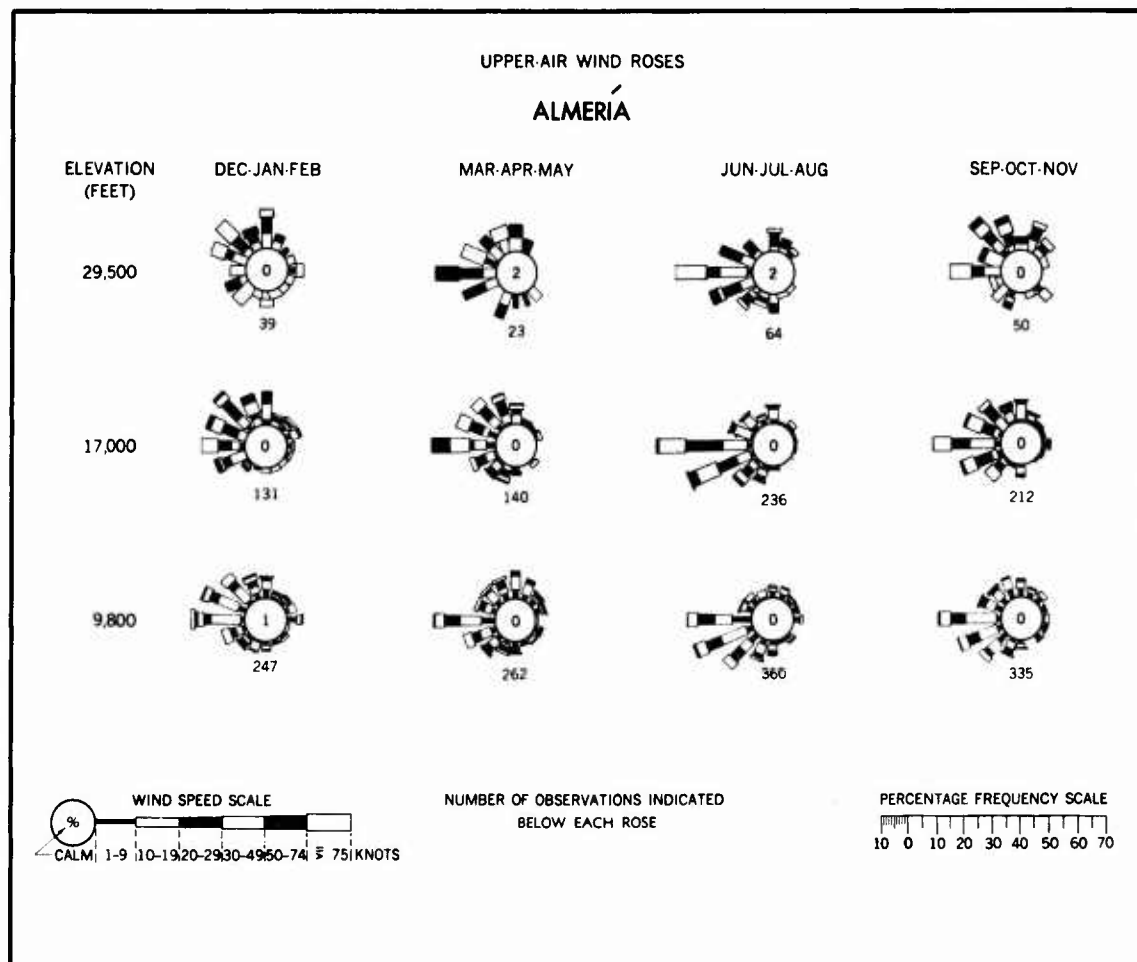 UPPER-AIR WIND ROSES
ALMERÍA
ELEVATION (FEET) DEC-JAN-FEB MAR-APR-MAY JUN-JUL-AUG SEP-OCT-NOV
29,500 0 2 2 0
39 23 64 50
17,000 0 0 0 0
131 140 236 212
9,800 1 0 0 0
247 262 360 335
WIND SPEED SCALE
%
CALM 1-9 10-19 20-29 30-49 50-74 ≧ 75 KNOTS
NUMBER OF OBSERVATIONS INDICATED
BELOW EACH ROSE
PERCENTAGE FREQUENCY SCALE
10 0 10 20 30 40 50 60 70